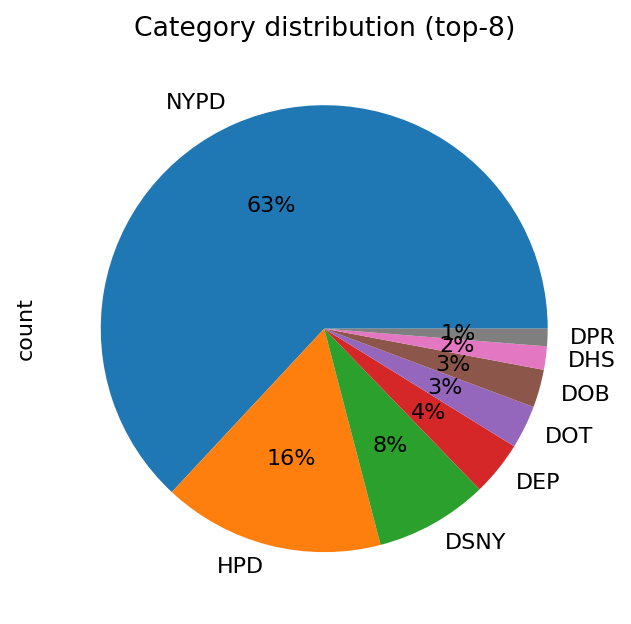 Category distribution (top-8)
NYPD
63%
count
1%
DPR
2%
DHS
3%
DOB
3%
DOT
4%
DEP
8%
DSNY
16%
HPD